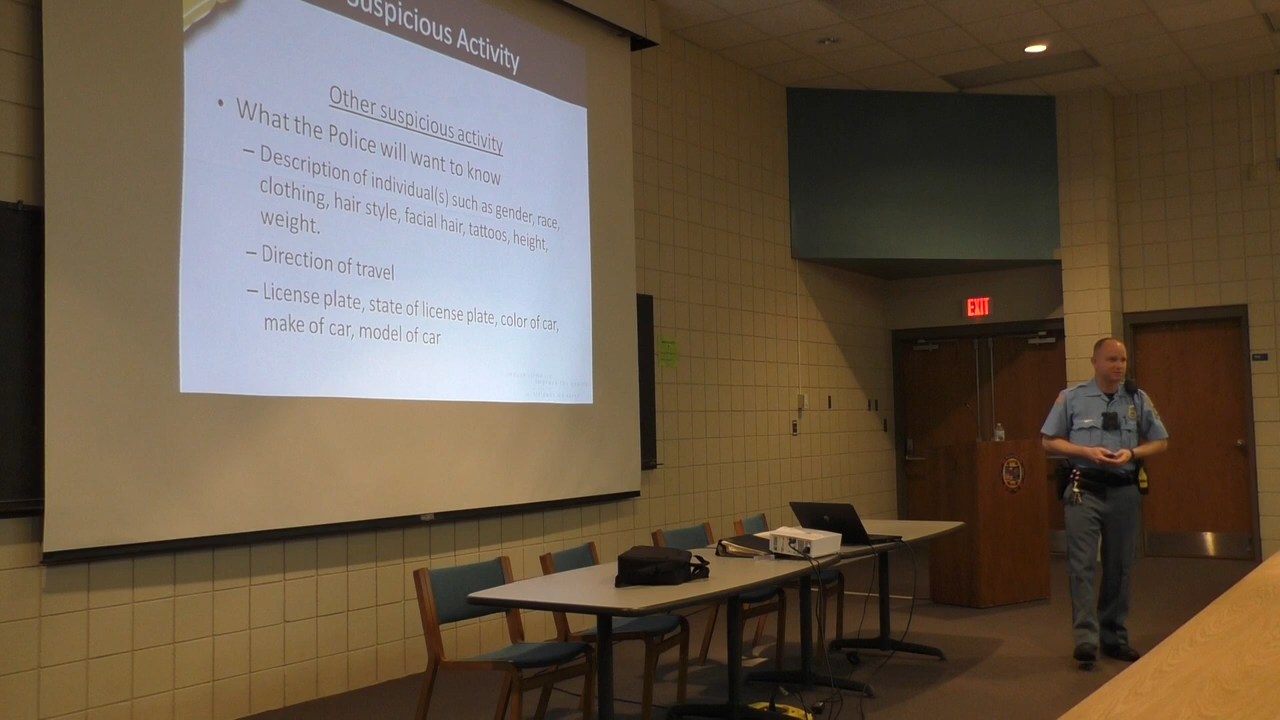 Suspicious Activity
Other suspicious activity
• What the Police will want to know
– Description of individual(s) such as gender, race,
clothing, hair style, facial hair, tattoos, height,
weight.
– Direction of travel
– License plate, state of license plate, color of car,
make of car, model of car
EXIT